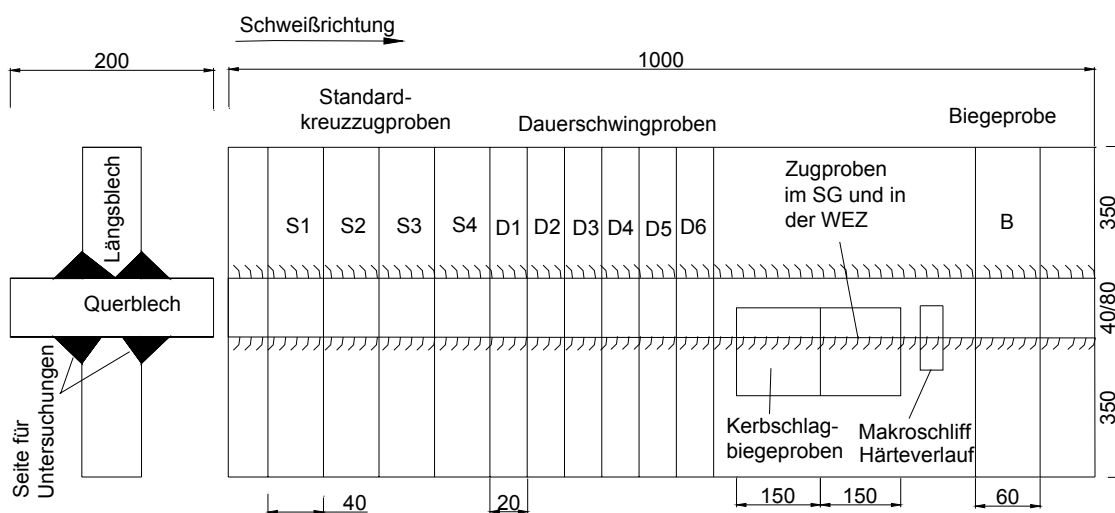 Schweißrichtung
200
1000
Standard-
kreuzzugproben
Dauerschwingproben
Biegeprobe
Längsblech
Zugproben
im SG und in
der WEZ
S1
S2
S3
S4
D1
D2
D3
D4
D5
D6
B
350
Querblech
40/80
Seite für
Untersuchungen
Kerbschlag-
biegeproben
Makroschliff
Härteverlauf
350
40
20
150
150
60